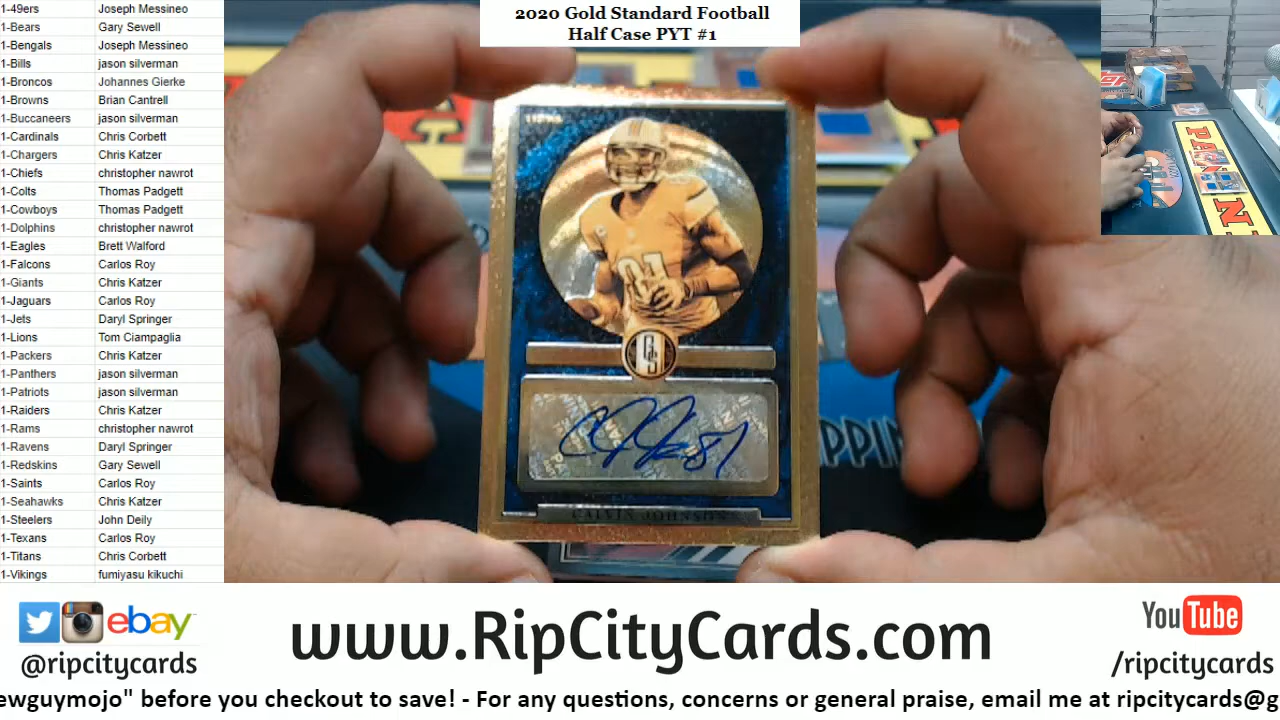 2020 Gold Standard Football
Half Case PYT #1
1-49ers Joseph Messineo
1-Bears Gary Sewell
1-Bengals Joseph Messineo
1-Bills jason silverman
1-Broncos Johannes Gierke
1-Browns Brian Cantrell
1-Buccaneers jason silverman
1-Cardinals Chris Corbett
1-Chargers Chris Katzer
1-Chiefs christopher nawrot
1-Colts Thomas Padgett
1-Cowboys Thomas Padgett
1-Dolphins christopher nawrot
1-Eagles Brett Walford
1-Falcons Carlos Roy
1-Giants Chris Katzer
1-Jaguars Carlos Roy
1-Jets Daryl Springer
1-Lions Tom Ciampaglia
1-Packers Chris Katzer
1-Panthers jason silverman
1-Patriots jason silverman
1-Raiders Chris Katzer
1-Rams christopher nawrot
1-Ravens Daryl Springer
1-Redskins Gary Sewell
1-Saints Carlos Roy
1-Seahawks Chris Katzer
1-Steelers John Deily
1-Texans Carlos Roy
1-Titans Chris Corbett
1-Vikings fumiyasu kikuchi
GS
81
CALVIN JOHNSON
PANINI
ebay
@ripcitycards
www.RipCityCards.com
YouTube
/ripcitycards
ewguymojo" before you checkout to save! - For any questions, concerns or general praise, email me at ripcitycards@g